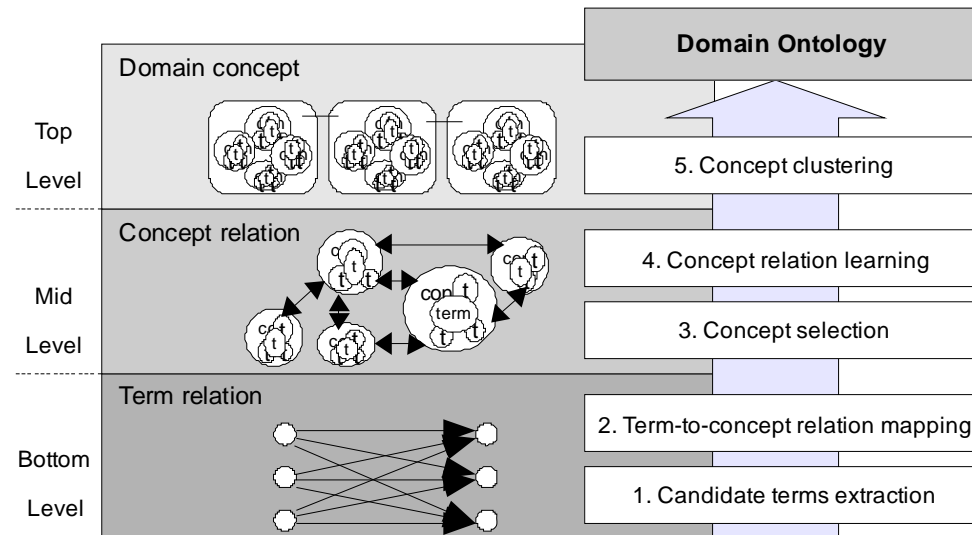 Domain Ontology
Domain concept
Top
Level
5. Concept clustering
Concept relation
Mid
Level
t
t
t
t
t
term
t
t
t
4. Concept relation learning
3. Concept selection
Term relation
Bottom
Level
2. Term-to-concept relation mapping
1. Candidate terms extraction